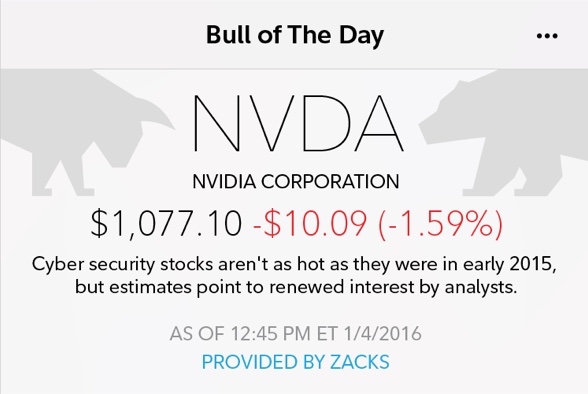 Bull of The Day
NVDA
NVIDIA CORPORATION
$1,077.10 -$10.09 (-1.59%)
Cyber security stocks aren't as hot as they were in early 2015,
but estimates point to renewed interest by analysts.
AS OF 12:45 PM ET 1/4/2016
PROVIDED BY ZACKS